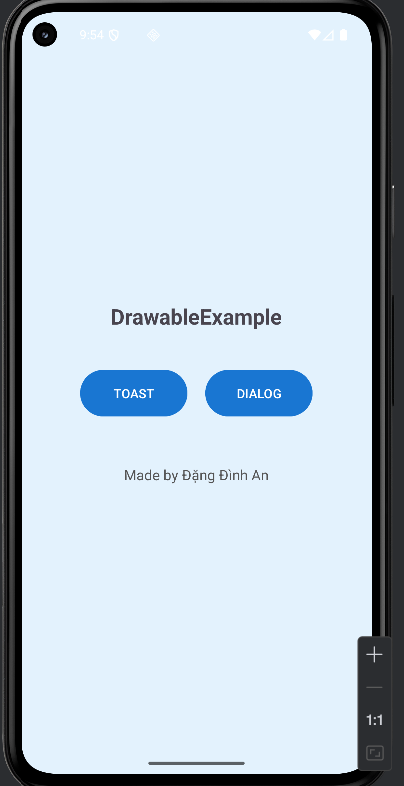 9:54
DrawableExample
TOAST DIALOG
Made by Đặng Đình An
1:1